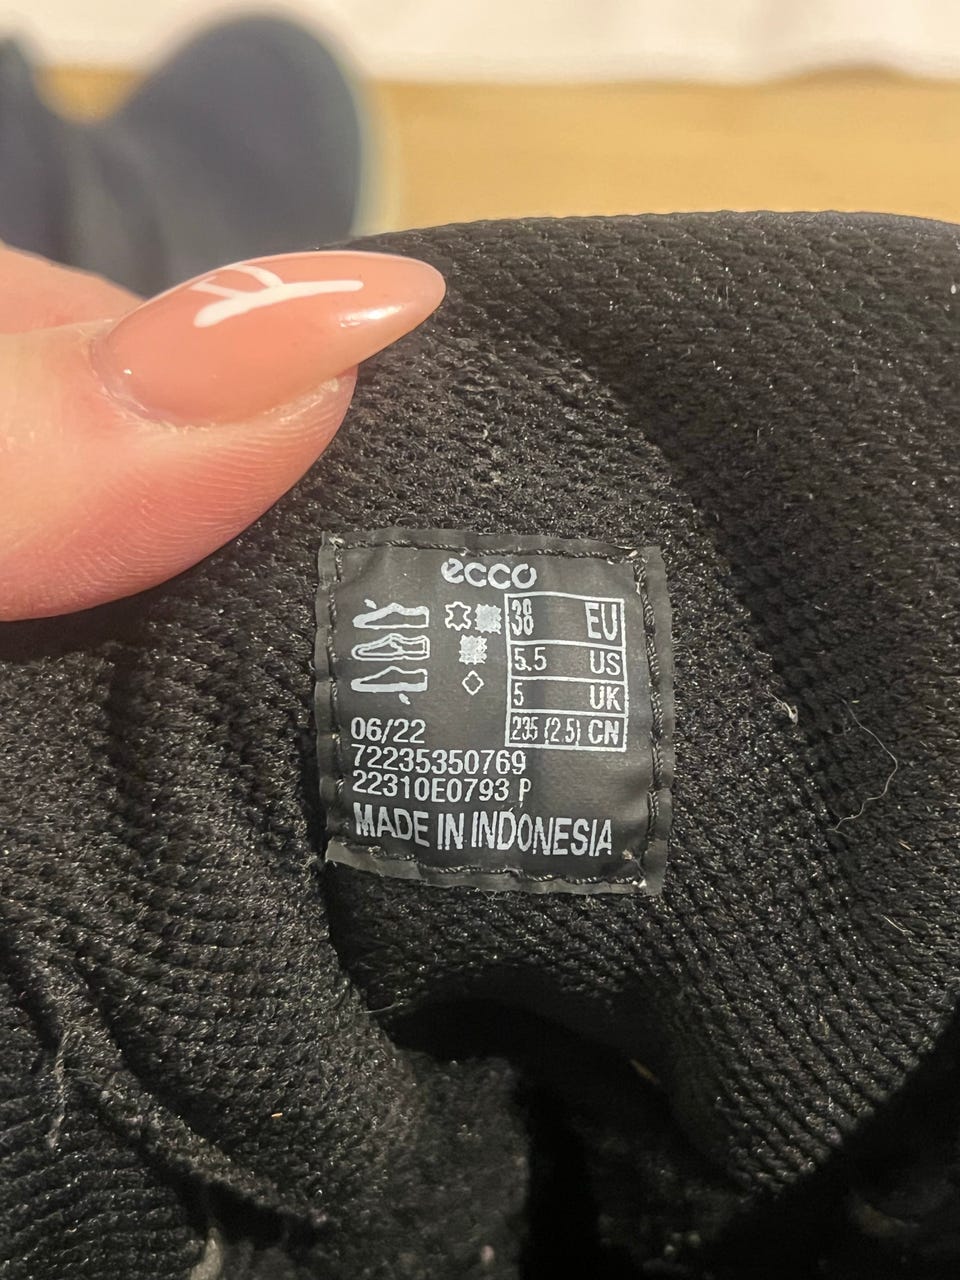 ecco
38 EU
5.5 US
5 UK
235 (2.5) CN
06/22
72235350769
22310E0793 P
MADE IN INDONESIA